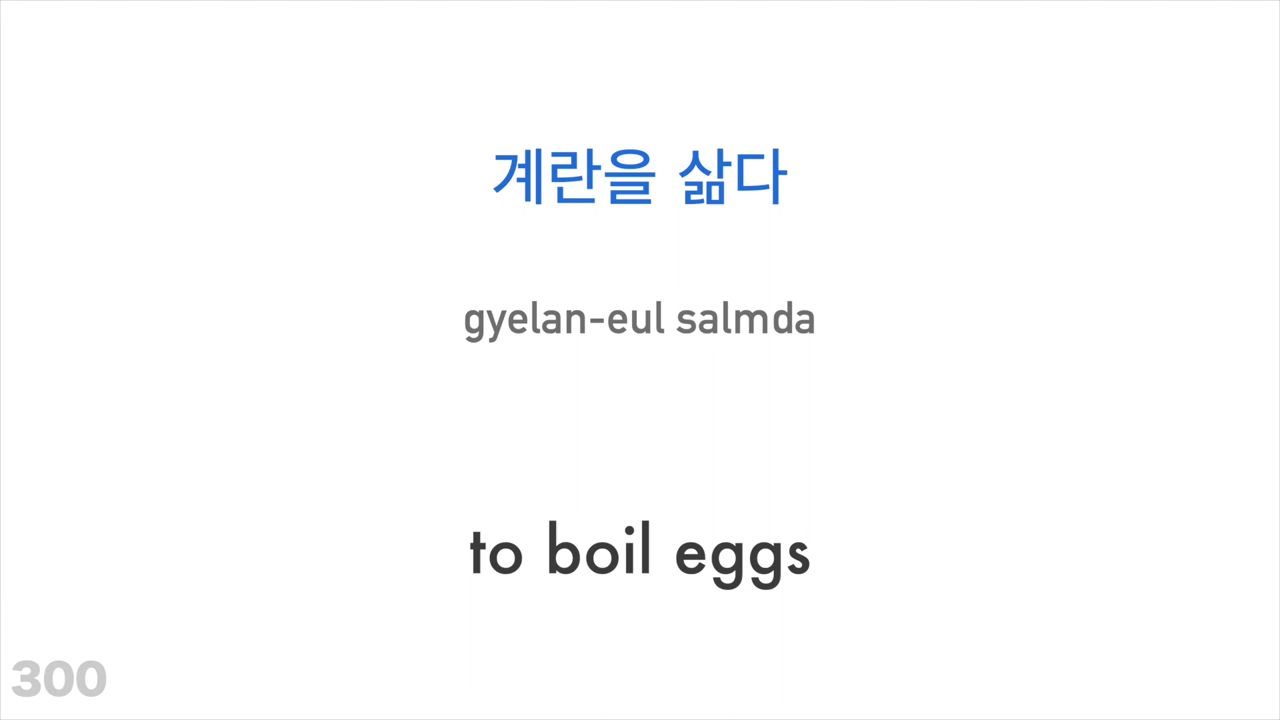 계란을 삶다
gyelan-eul salmda
to boil eggs
300